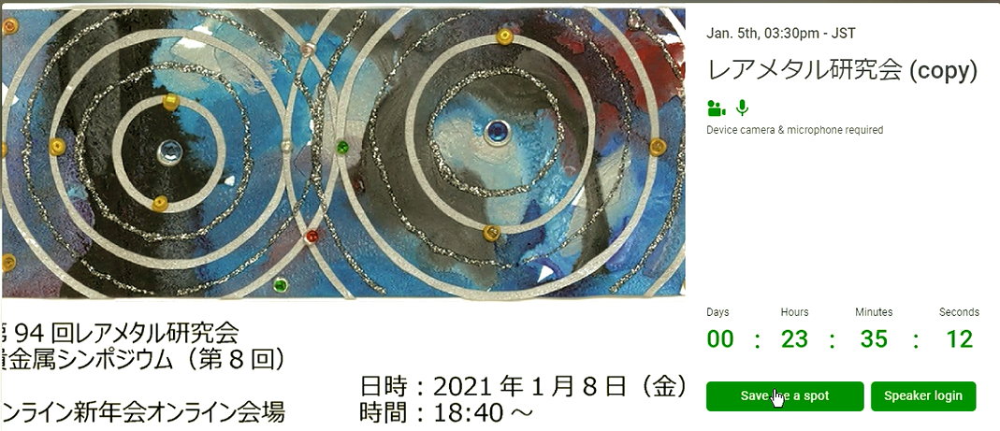 94 回レアメタル研究会
金属シンポジウム（第 8 回）
ンライン新年会オンライン会場
日時：2021 年 1 月 8 日（金）
時間：18:40 ～
Jan. 5th, 03:30pm - JST
レアメタル研究会 (copy)
Device camera & microphone required
Days Hours Minutes Seconds
00 : 23 : 35 : 12
Save me a spot
Speaker login